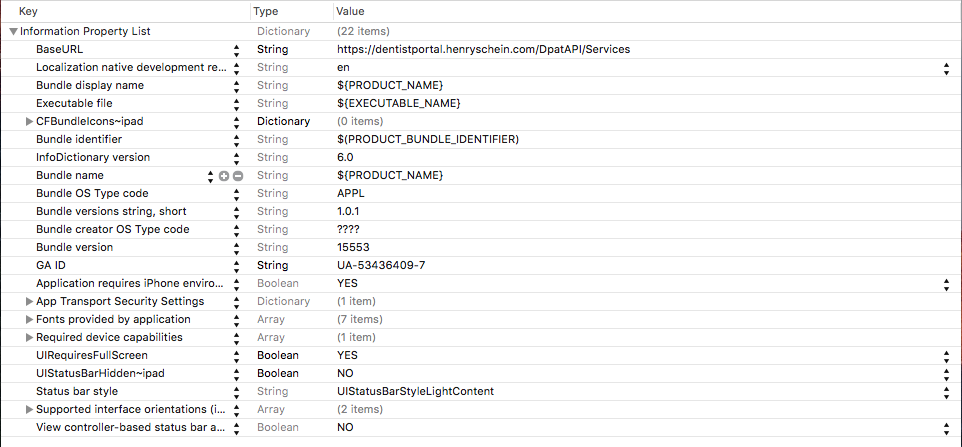 Key Type Value
Information Property List Dictionary (22 items)
BaseURL String https://dentistportal.henryschein.com/DpatAPI/Services
Localization native development re... String en
Bundle display name String ${PRODUCT_NAME}
Executable file String ${EXECUTABLE_NAME}
CFBundleIcons~ipad Dictionary (0 items)
Bundle identifier String $(PRODUCT_BUNDLE_IDENTIFIER)
InfoDictionary version String 6.0
Bundle name String ${PRODUCT_NAME}
Bundle OS Type code String APPL
Bundle versions string, short String 1.0.1
Bundle creator OS Type code String ????
Bundle version String 15553
GA ID String UA-53436409-7
Application requires iPhone enviro... Boolean YES
App Transport Security Settings Dictionary (1 item)
Fonts provided by application Array (7 items)
Required device capabilities Array (1 item)
UIRequiresFullScreen Boolean YES
UIStatusBarHidden~ipad Boolean NO
Status bar style String UIStatusBarStyleLightContent
Supported interface orientations (i... Array (2 items)
View controller-based status bar a... Boolean NO